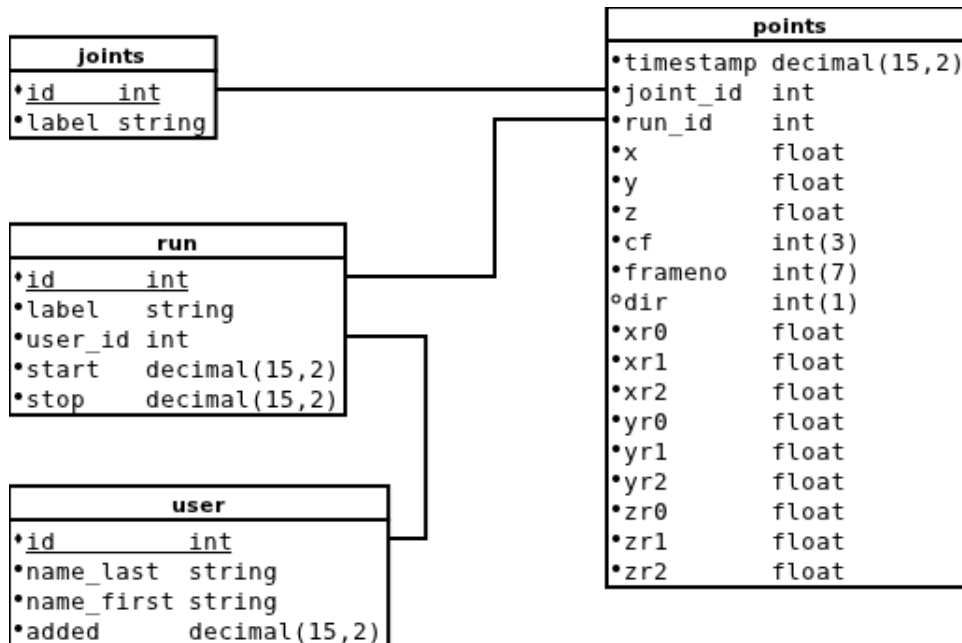 joints
id int
label string
run
id int
label string
user_id int
start decimal(15,2)
stop decimal(15,2)
user
id int
name_last string
name_first string
added decimal(15,2)
points
timestamp decimal(15,2)
joint_id int
run_id int
x float
y float
z float
cf int(3)
frameno int(7)
dir int(1)
xr0 float
xr1 float
xr2 float
yr0 float
yr1 float
yr2 float
zr0 float
zr1 float
zr2 float